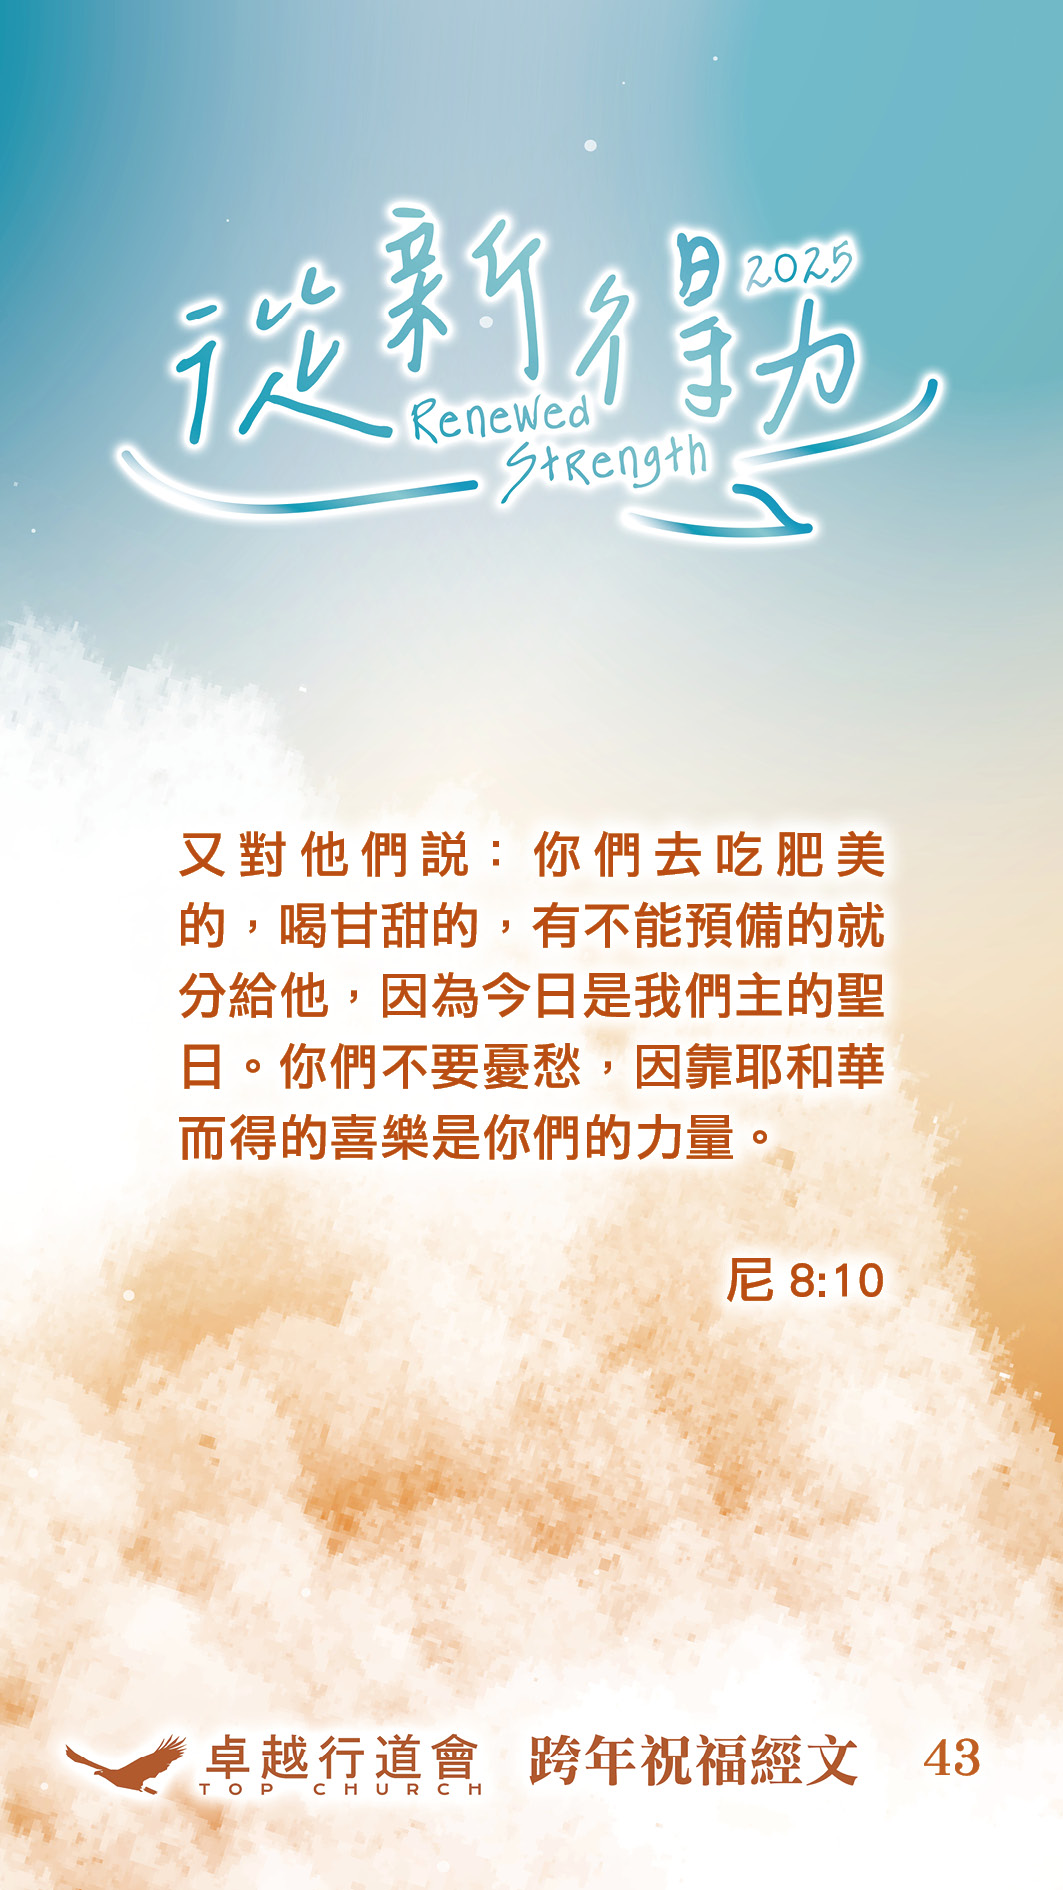 從新得力 2025
Renewed
Strength
又對他們説：你們去吃肥美
的，喝甘甜的，有不能預備的就
分給他，因為今日是我們主的聖
日。你們不要憂愁，因靠耶和華
而得的喜樂是你們的力量。
尼 8:10
卓越行道會 跨年祝福經文 43
TOP CHURCH